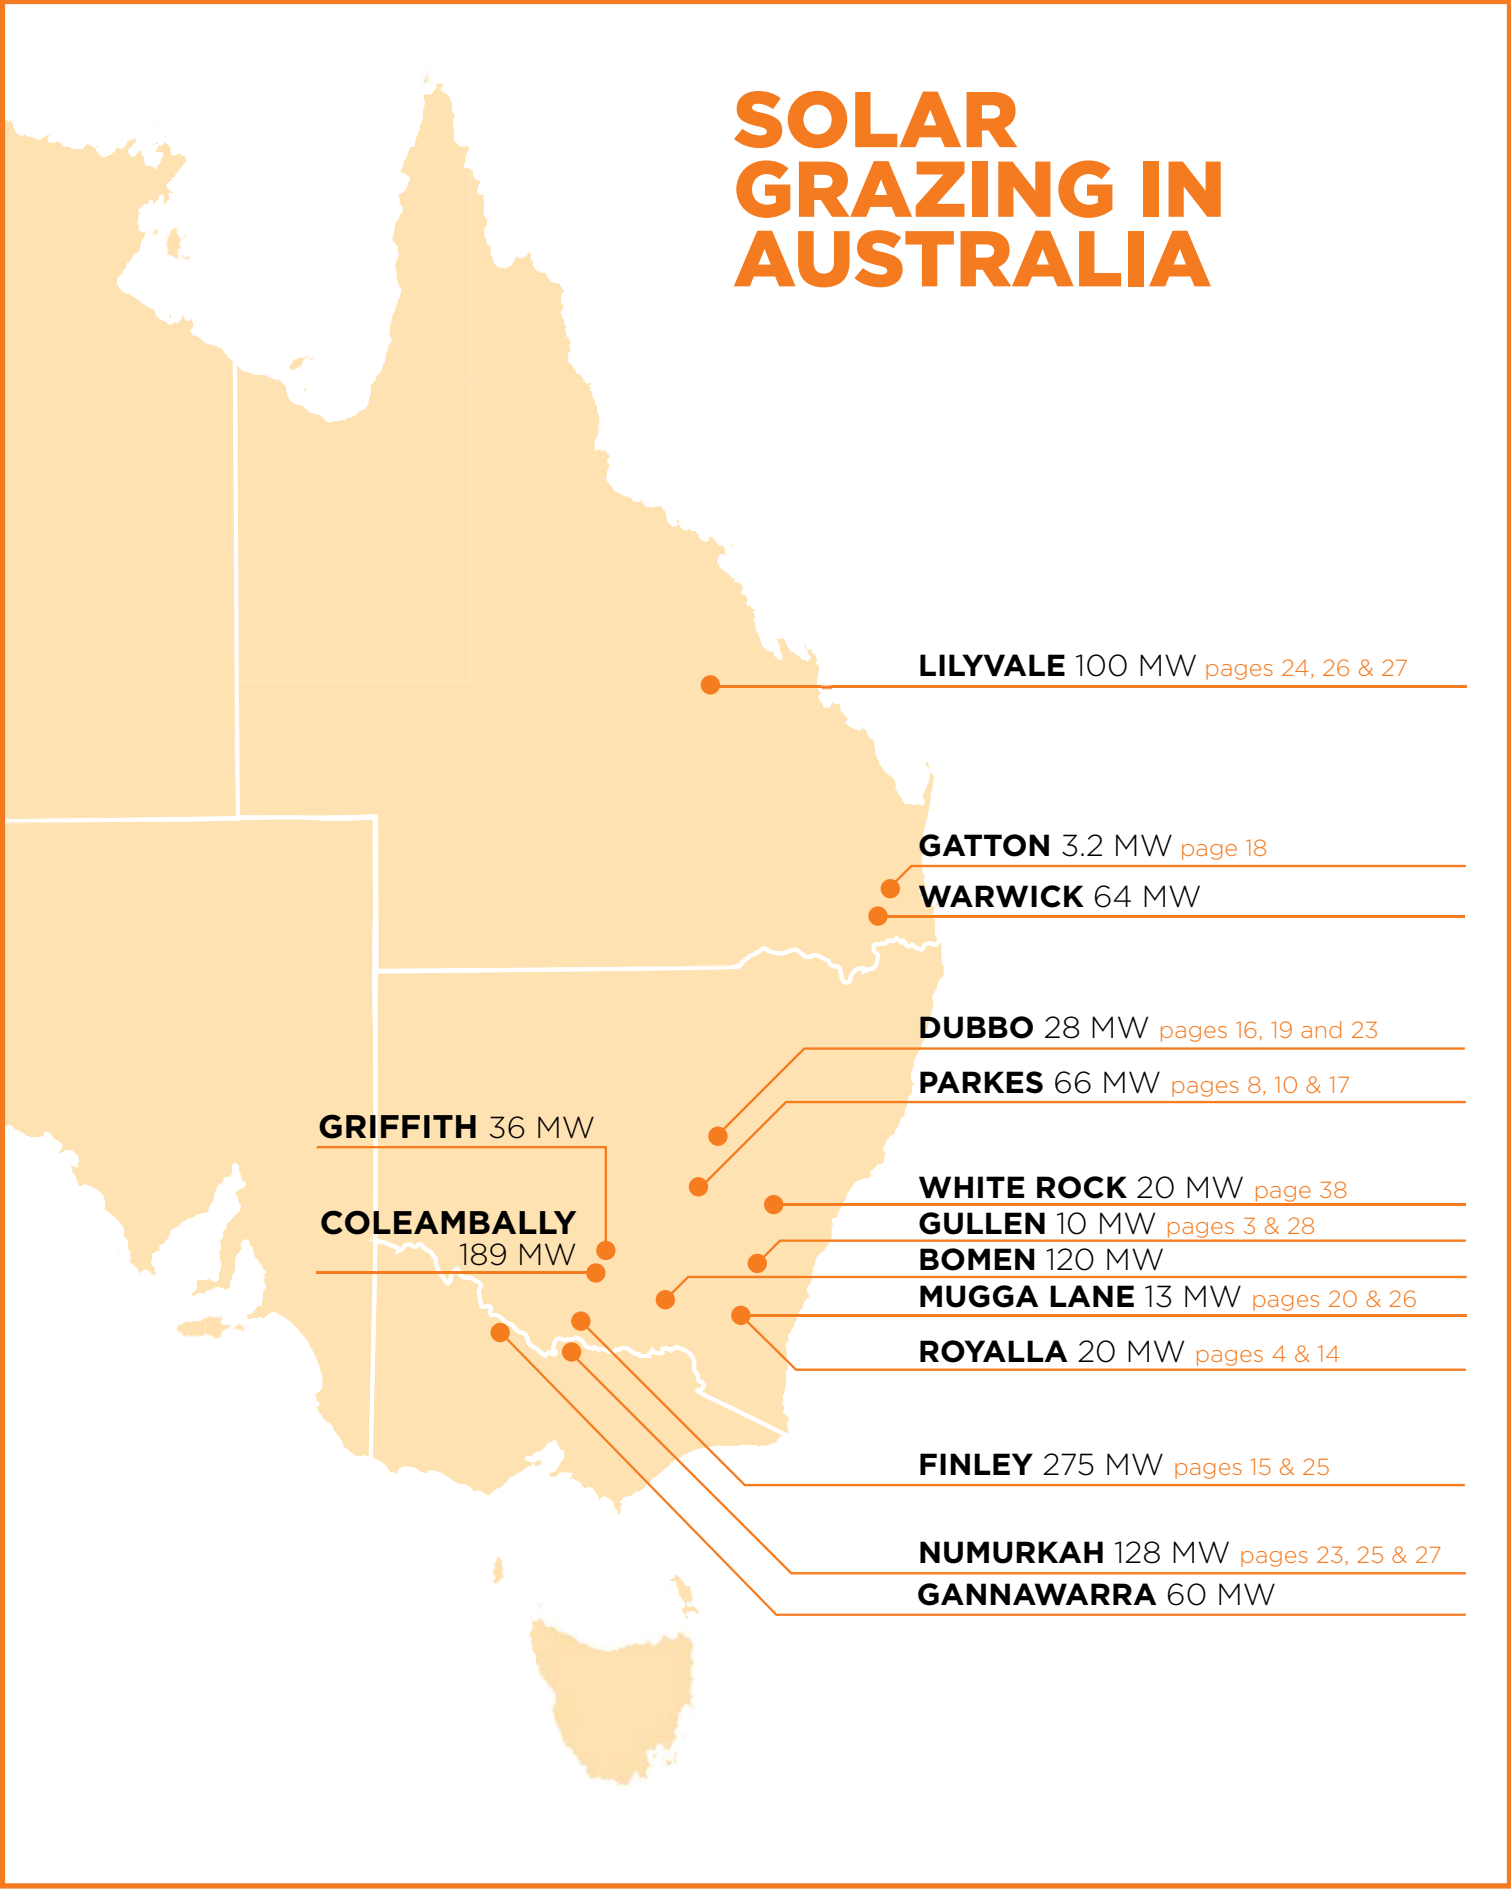 SOLAR
GRAZING IN
AUSTRALIA
LILYVALE 100 MW pages 24, 26 & 27
GATTON 3.2 MW page 18
WARWICK 64 MW
DUBBO 28 MW pages 16, 19 and 23
PARKES 66 MW pages 8, 10 & 17
GRIFFITH 36 MW
COLEAMBALLY
189 MW
WHITE ROCK 20 MW page 38
GULLEN 10 MW pages 3 & 28
BOMEN 120 MW
MUGGA LANE 13 MW pages 20 & 26
ROYALLA 20 MW pages 4 & 14
FINLEY 275 MW pages 15 & 25
NUMURKAH 128 MW pages 23, 25 & 27
GANNAWARRA 60 MW